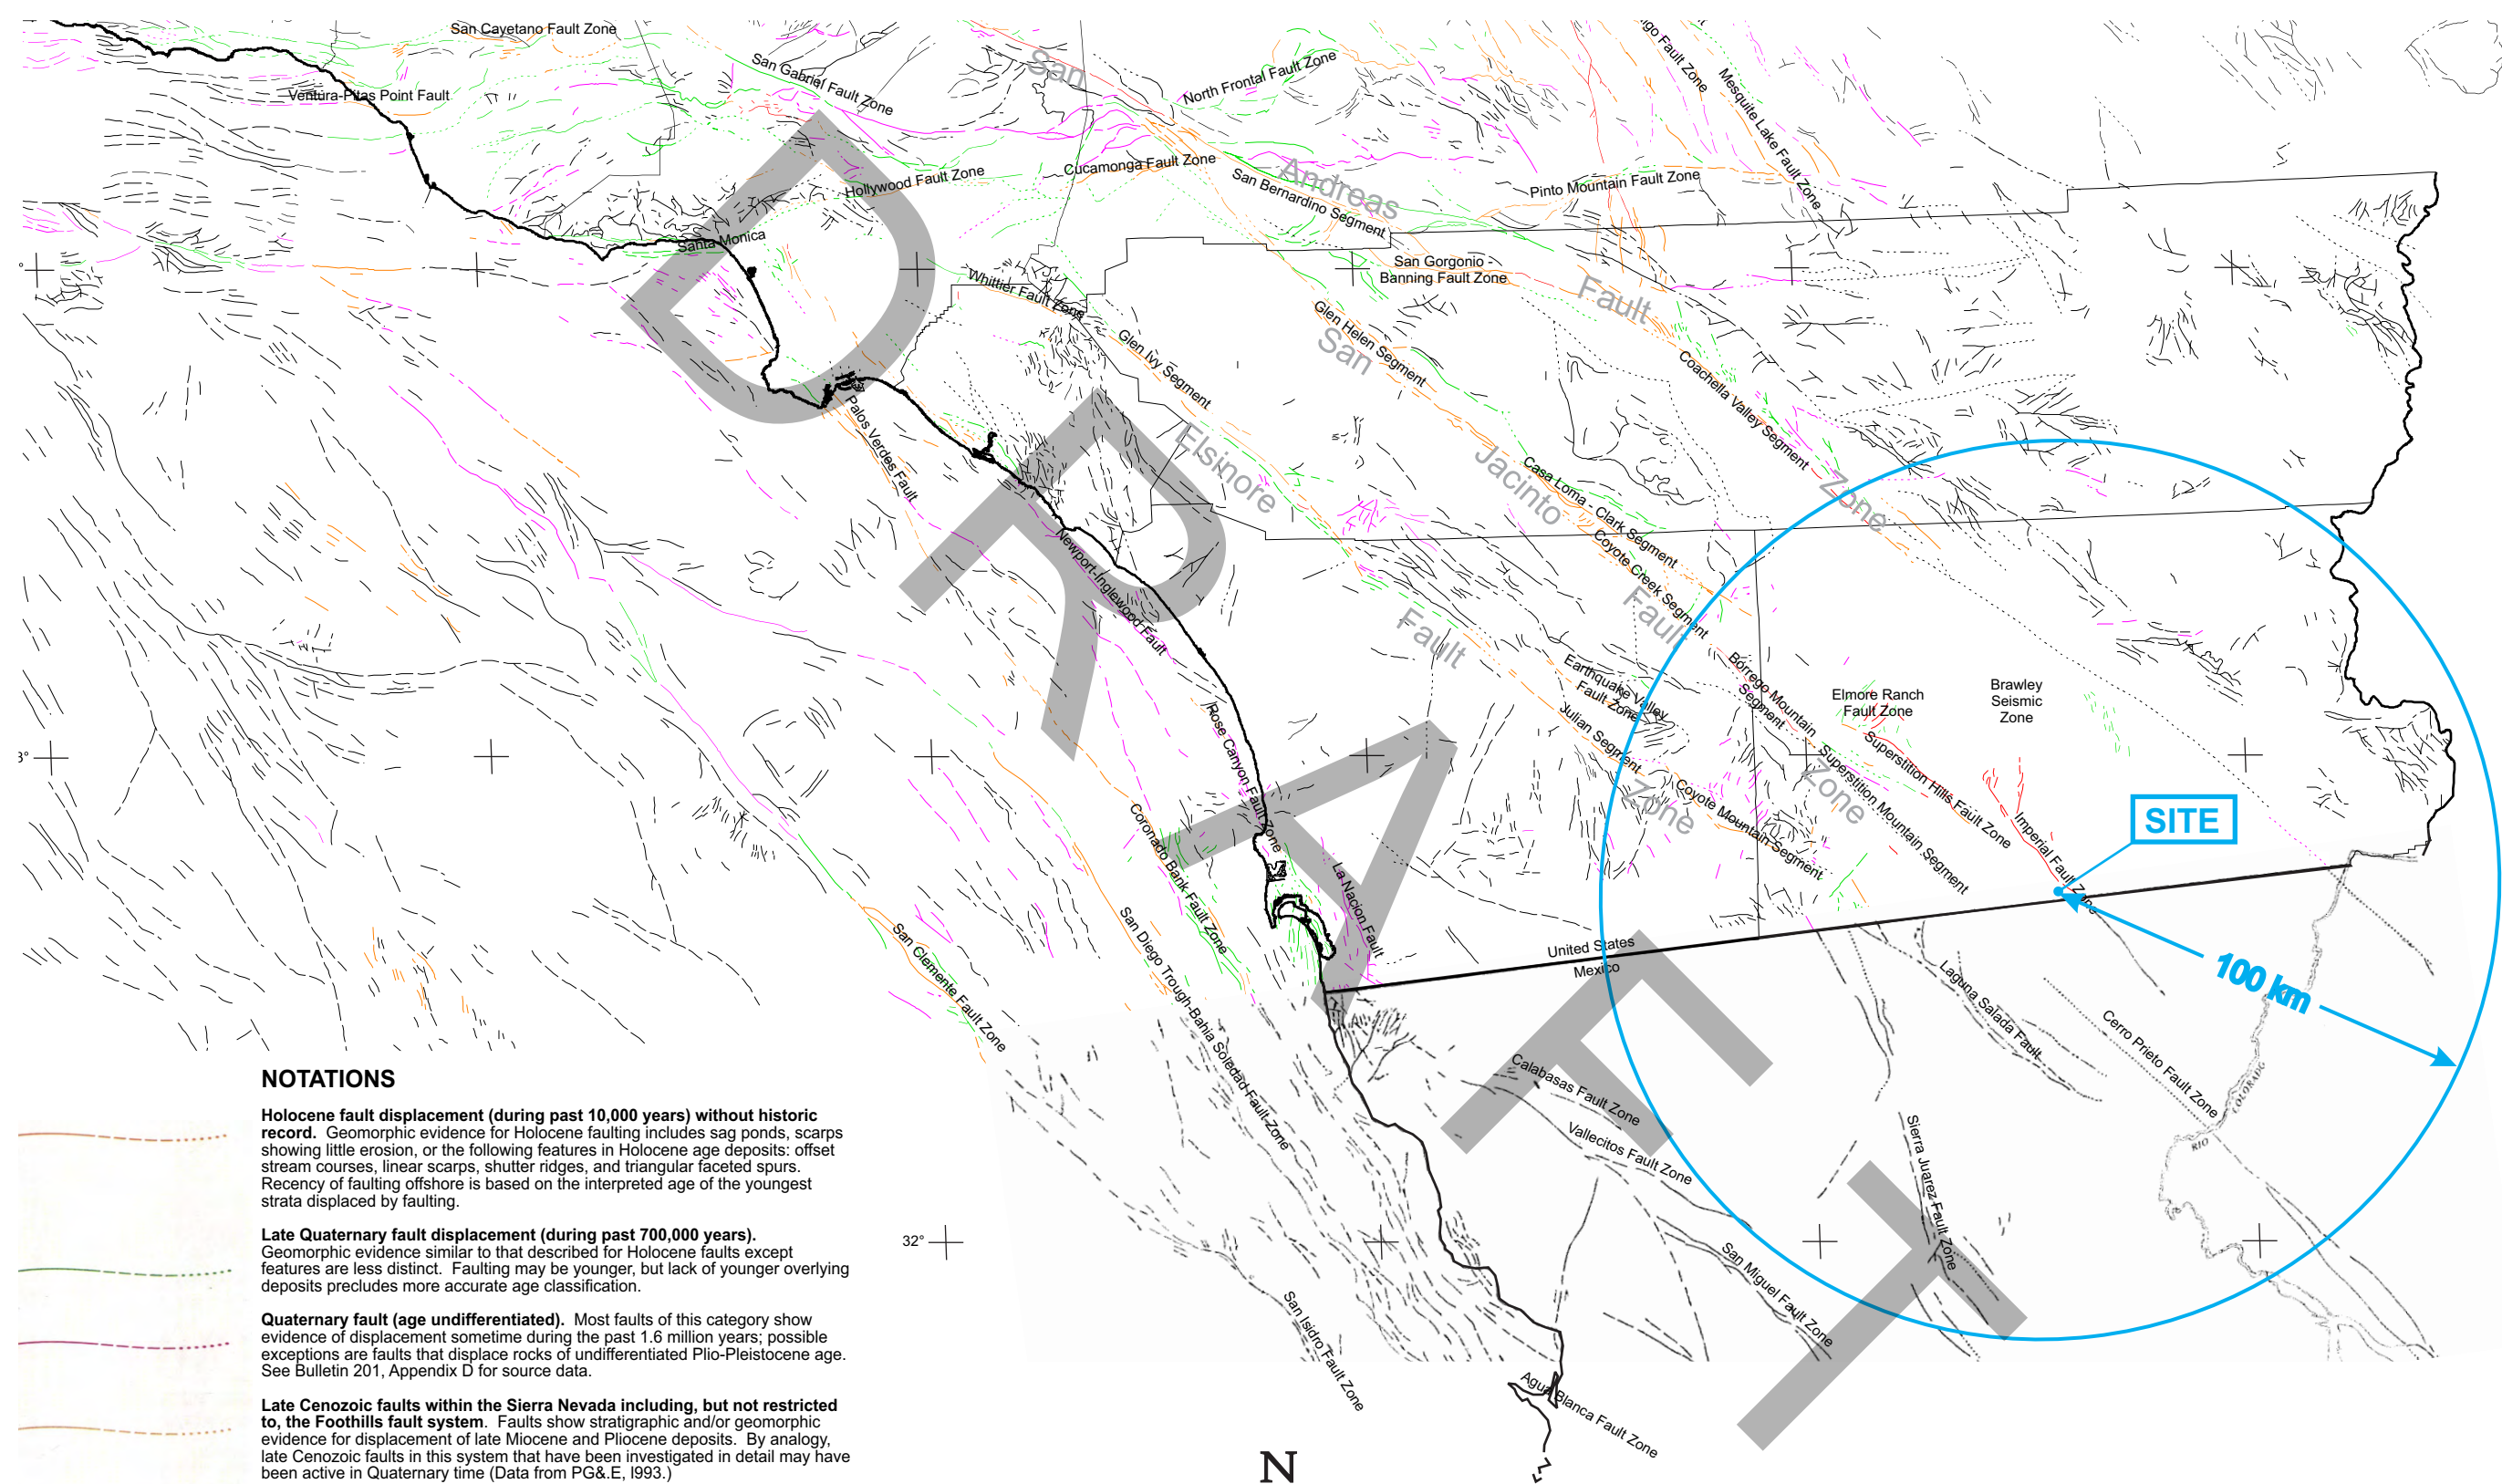 San Cayetano Fault Zone
Ventura-Pitas Point Fault
San Gabriel Fault Zone
San
Andreas
Fault
Zone
North Frontal Fault Zone
igo Fault Zone
Mesquite Lake Fault Zone
Hollywood Fault Zone
Cucamonga Fault Zone
San Bernardino Segment
Pinto Mountain Fault Zone
Santa Monica
Whittier Fault Zone
San Gorgonio -
Banning Fault Zone
Glen Ivy Segment
Glen Helen Segment
San
Jacinto
Fault
Zone
Coachella Valley Segment
Palos Verdes Fault
Elsinore
Fault
Zone
Casa Loma - Clark Segment
Coyote Creek Segment
Newport-Inglewood Fault
Earthquake Valley
Fault Zone
Borrego Mountain
Segment
Elmore Ranch
Fault Zone
Brawley
Seismic
Zone
Julian Segment
Rose Canyon Fault Zone
Superstition Hills Fault Zone
Superstition Mountain Segment
Coyote Mountain Segment
Imperial Fault Zone
SITE
3°
Coronado Bank Fault Zone
La Nacion Fault
San Diego Trough-Bahia Soledad Fault Zone
San Clemente Fault Zone
United States
Mexico
100 km
Laguna Salada Fault
Cerro Prieto Fault Zone
RIO
COLORADO
Calabasas Fault Zone
Vallecitos Fault Zone
Sierra Juarez Fault Zone
San Miguel Fault Zone
San Isidro Fault Zone
Agua Blanca Fault Zone
32°
DRAFT
N
NOTATIONS
Holocene fault displacement (during past 10,000 years) without historic
record. Geomorphic evidence for Holocene faulting includes sag ponds, scarps
showing little erosion, or the following features in Holocene age deposits: offset
stream courses, linear scarps, shutter ridges, and triangular faceted spurs.
Recency of faulting offshore is based on the interpreted age of the youngest
strata displaced by faulting.
Late Quaternary fault displacement (during past 700,000 years).
Geomorphic evidence similar to that described for Holocene faults except
features are less distinct. Faulting may be younger, but lack of younger overlying
deposits precludes more accurate age classification.
Quaternary fault (age undifferentiated). Most faults of this category show
evidence of displacement sometime during the past 1.6 million years; possible
exceptions are faults that displace rocks of undifferentiated Plio-Pleistocene age.
See Bulletin 201, Appendix D for source data.
Late Cenozoic faults within the Sierra Nevada including, but not restricted
to, the Foothills fault system. Faults show stratigraphic and/or geomorphic
evidence for displacement of late Miocene and Pliocene deposits. By analogy,
late Cenozoic faults in this system that have been investigated in detail may have
been active in Quaternary time (Data from PG&.E, l993.)